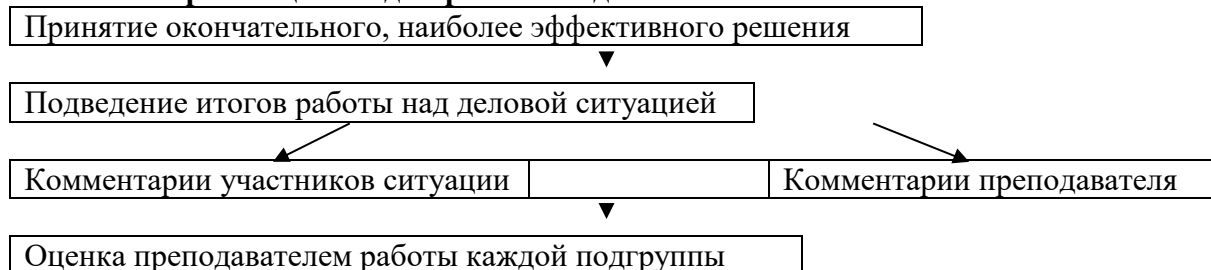 Принятие окончательного, наиболее эффективного решения
Подведение итогов работы над деловой ситуацией
Комментарии участников ситуации Комментарии преподавателя
Оценка преподавателем работы каждой подгруппы